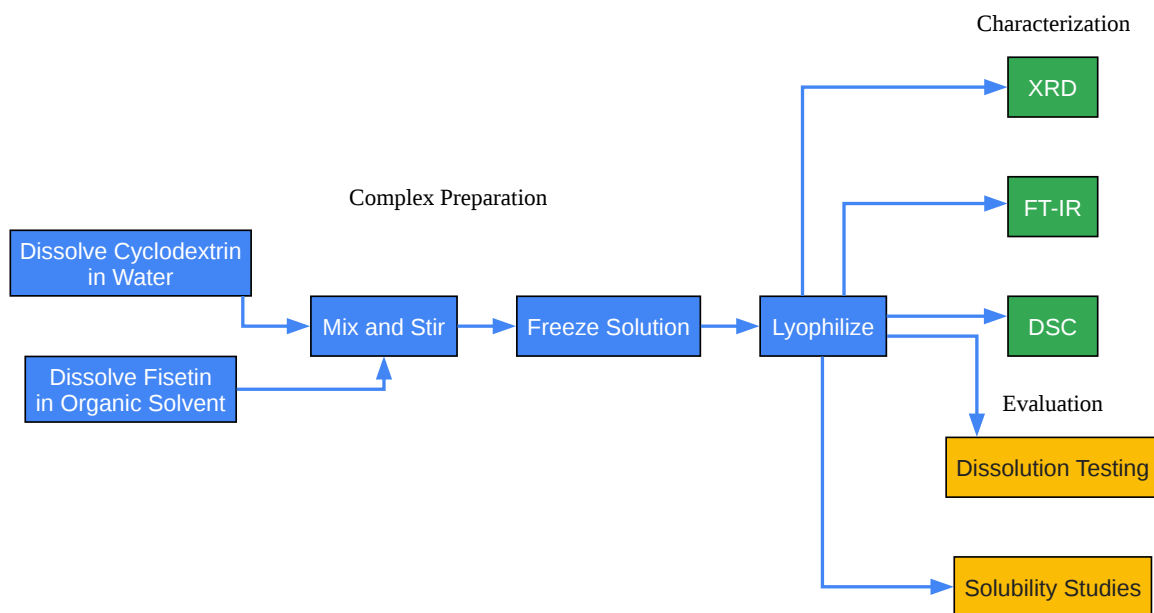 Characterization
XRD
Complex Preparation
FT-IR
Dissolve Cyclodextrin
in Water
Mix and Stir
Freeze Solution
Lyophilize
DSC
Dissolve Fisetin
in Organic Solvent
Evaluation
Dissolution Testing
Solubility Studies